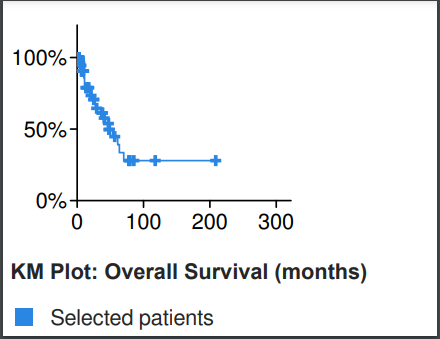 100%
50%
0%
0 100 200 300
KM Plot: Overall Survival (months)
Selected patients